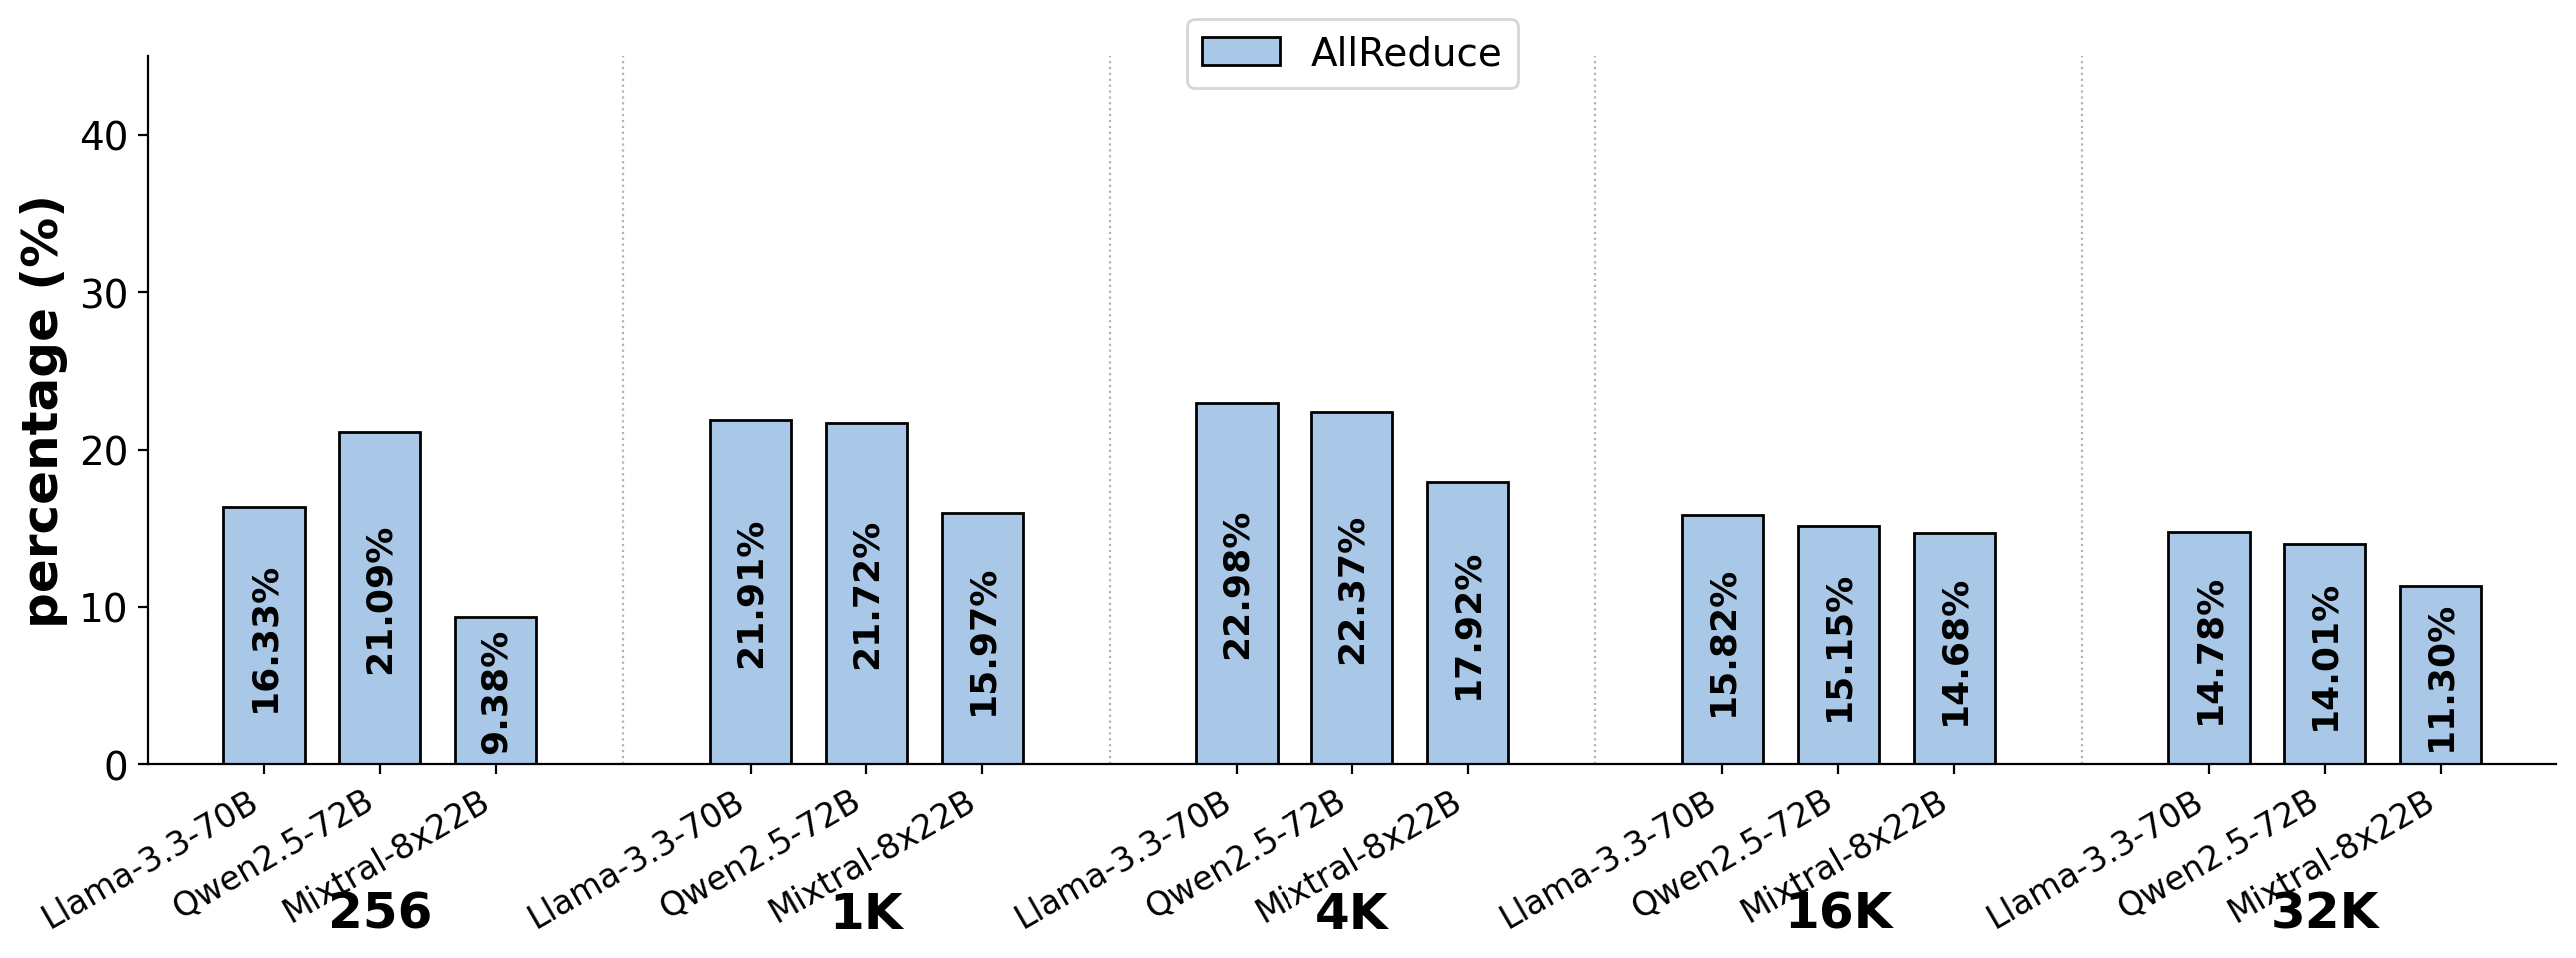 AllReduce
percentage (%)
40
30
20
10
0
16.33%
21.09%
9.38%
21.91%
21.72%
15.97%
22.98%
22.37%
17.92%
15.82%
15.15%
14.68%
14.78%
14.01%
11.30%
Llama-3.3-70B
Qwen2.5-72B
Mixtral-8x22B
Llama-3.3-70B
Qwen2.5-72B
Mixtral-8x22B
Llama-3.3-70B
Qwen2.5-72B
Mixtral-8x22B
Llama-3.3-70B
Qwen2.5-72B
Mixtral-8x22B
Llama-3.3-70B
Qwen2.5-72B
Mixtral-8x22B
256
1K
4K
16K
32K